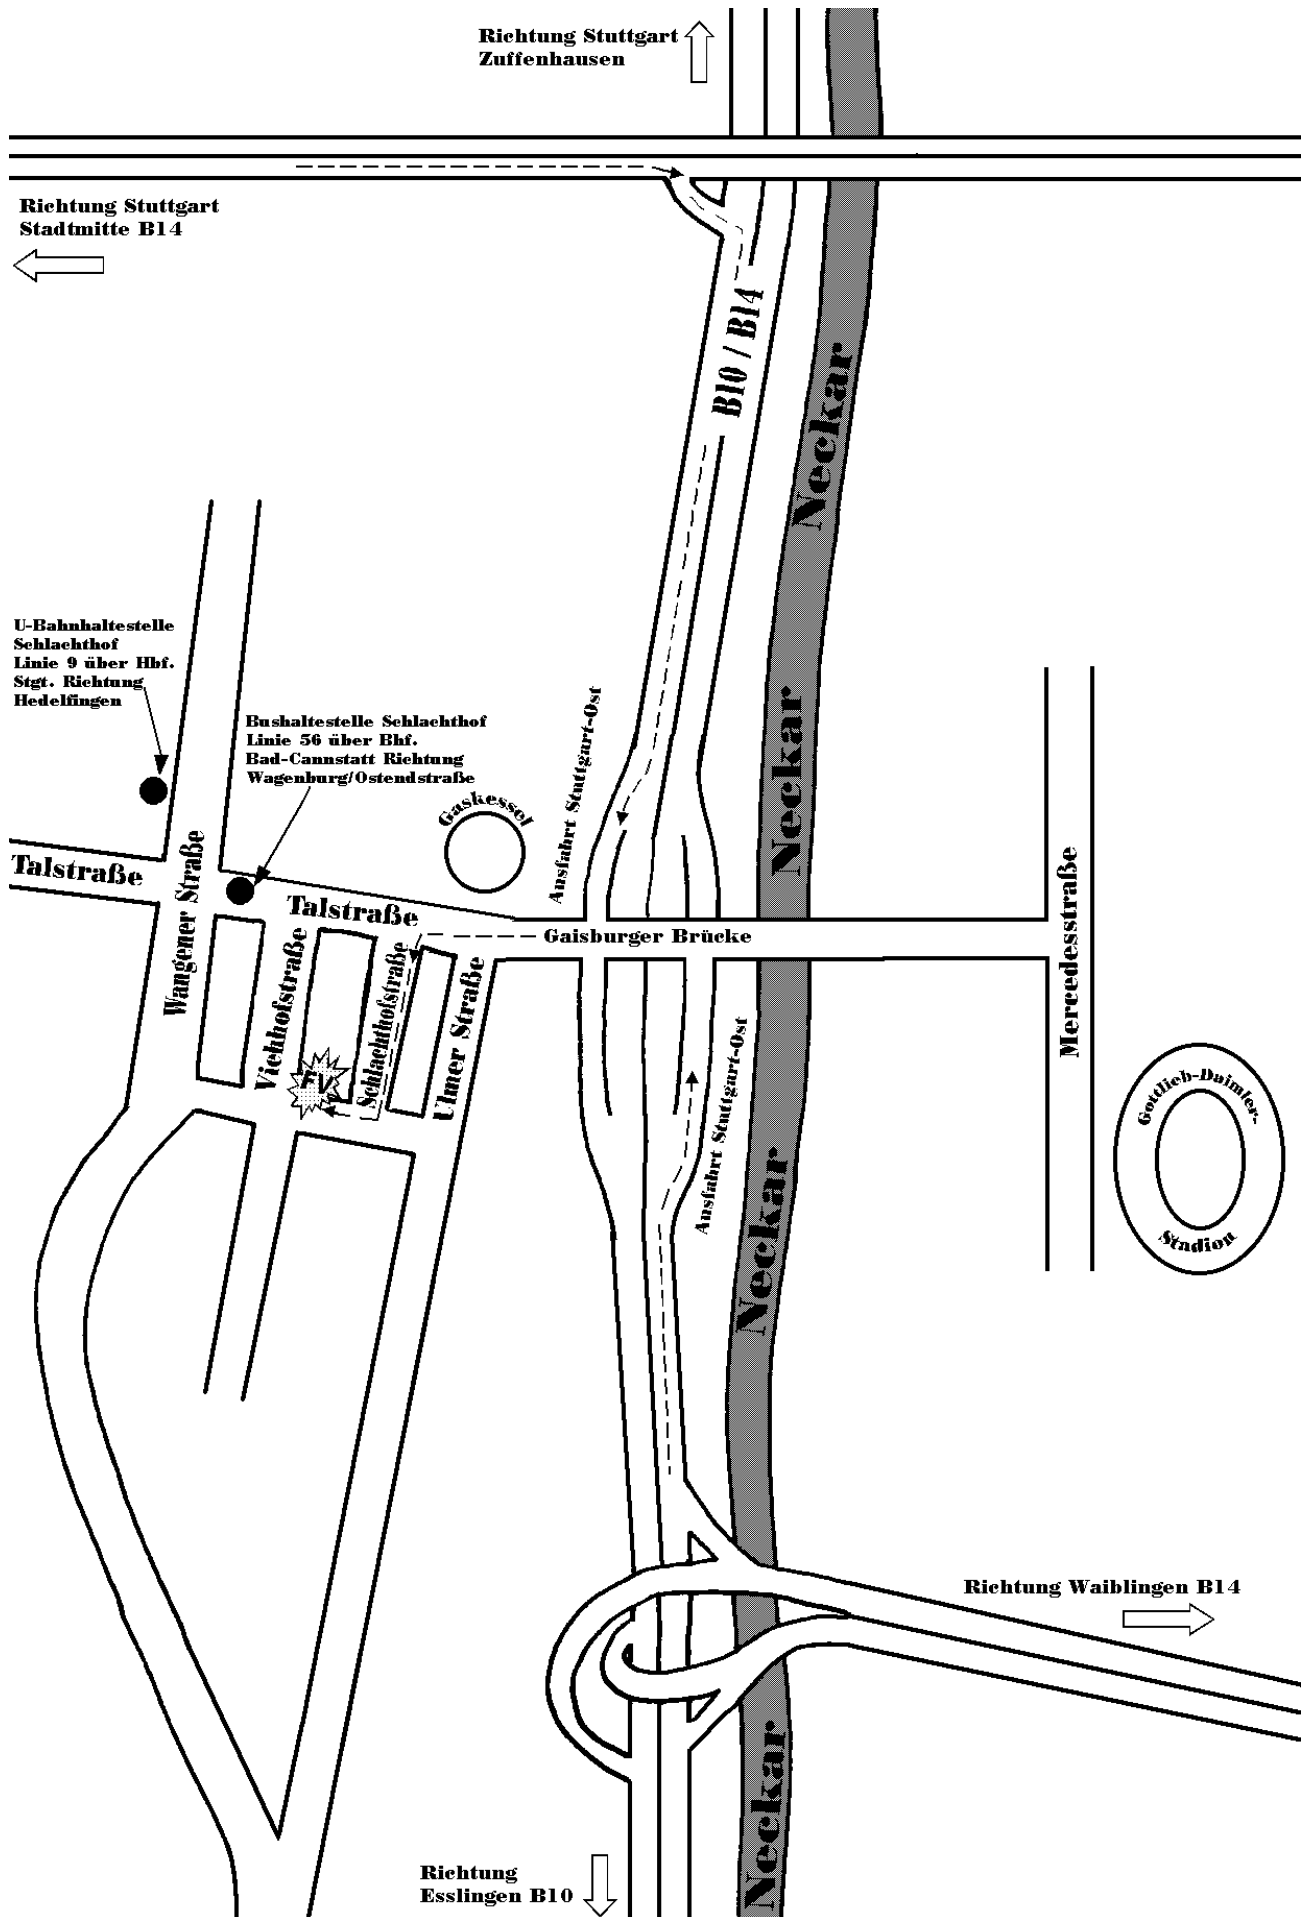 Richtung Stuttgart
Zuffenhausen
Richtung Stuttgart
Stadtmitte B14
B10 / B14
Neckar
U-Bahnhaltestelle
Schlachthof
Linie 9 über Hbf.
Stgt. Richtung
Hedelfingen
Bushaltestelle Schlachthof
Linie 56 über Bhf.
Bad-Cannstatt Richtung
Wagenburg/Ostendstraße
Gaskessel
Ausfahrt Stuttgart-Ost
Neckar
Talstraße
Wangener Straße
Talstraße
Gaisburger Brücke
Viehhofstraße
Schlachthofstraße
Ulmer Straße
FV
Mercedesstraße
Ausfahrt Stuttgart-Ost
Gottlieb-Daimler-
Stadion
Neckar
Richtung Waiblingen B14
Neckar
Richtung
Esslingen B10